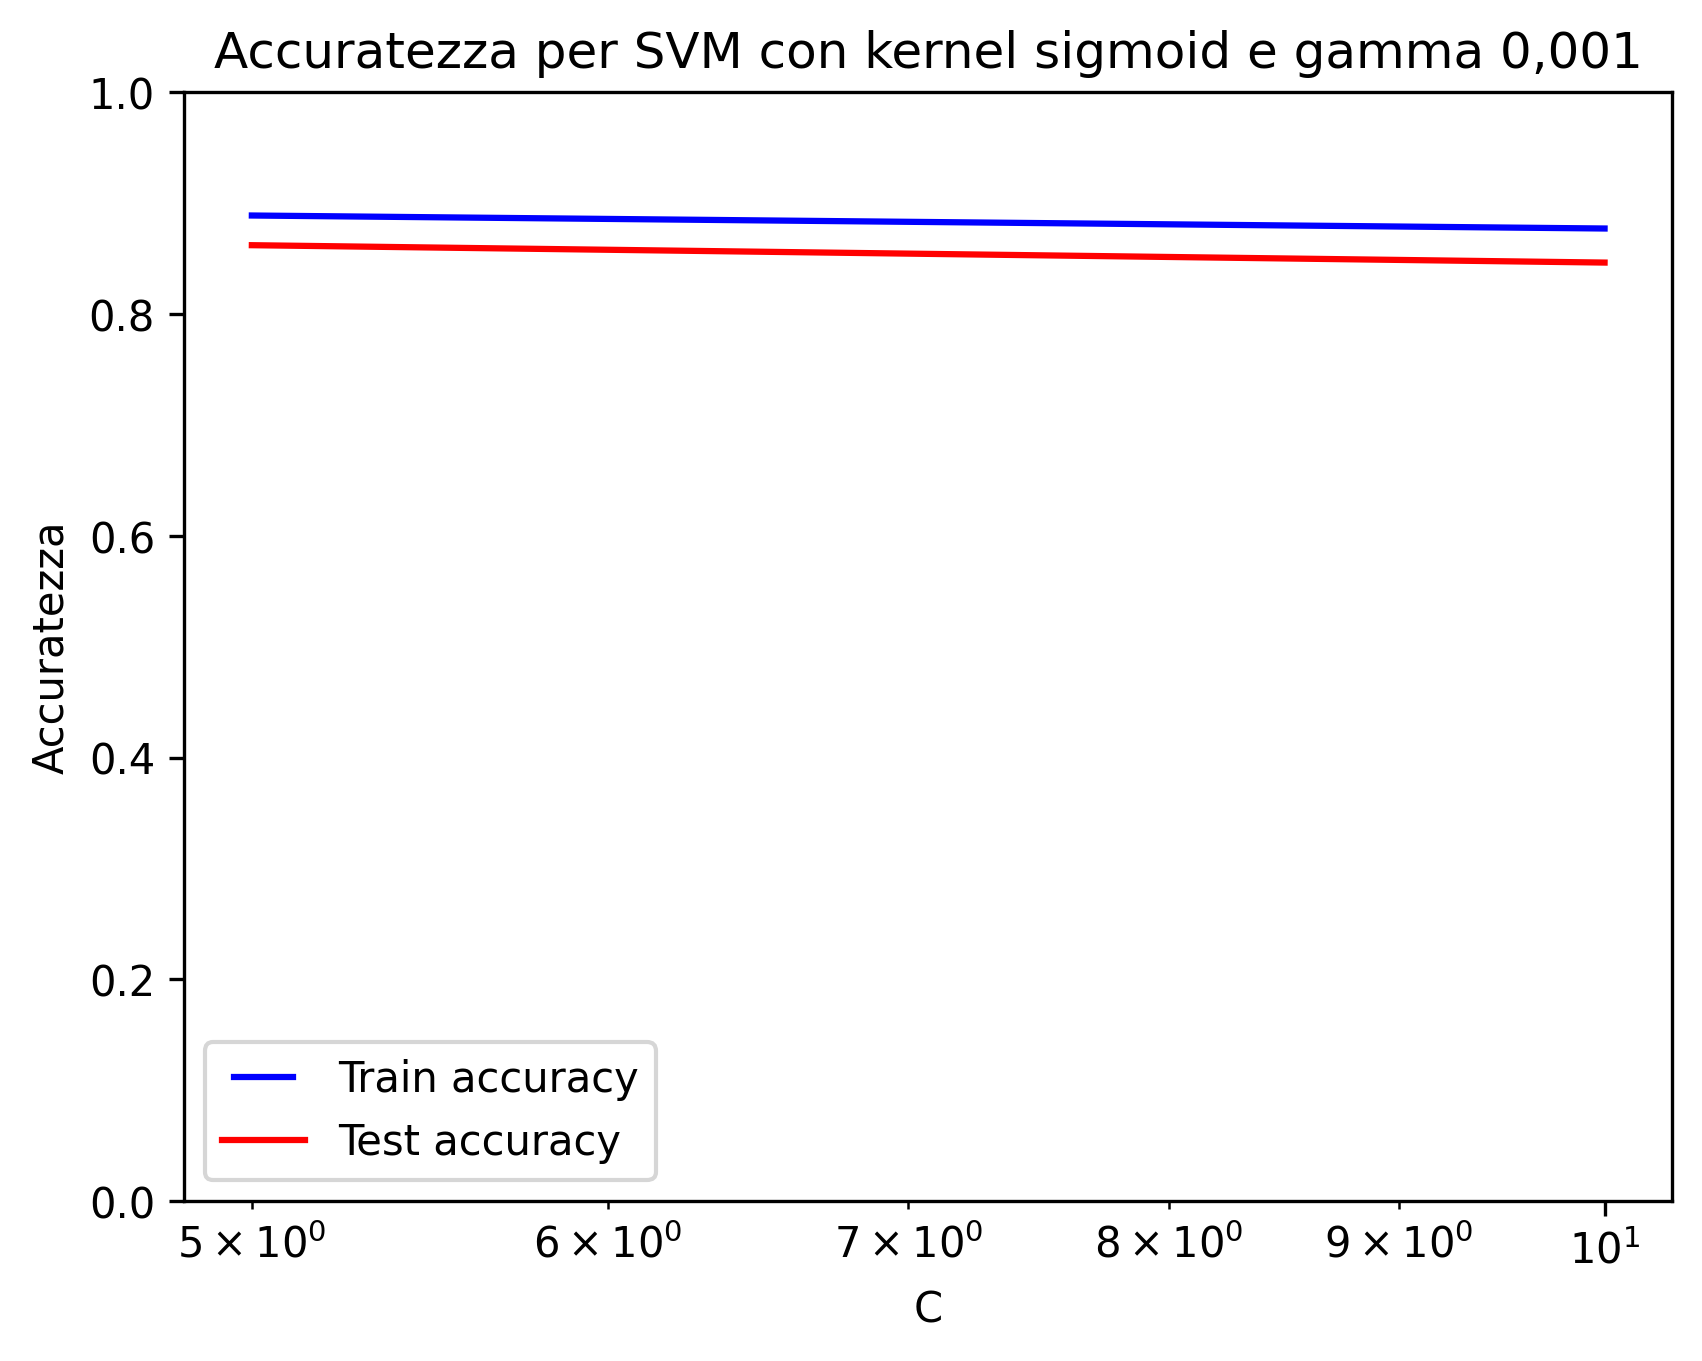 Accuratezza per SVM con kernel sigmoid e gamma 0,001
1.0
0.8
0.6
0.4
0.2
0.0
Accuratezza
Train accuracy
Test accuracy
5 × 10⁰ 6 × 10⁰ 7 × 10⁰ 8 × 10⁰ 9 × 10⁰ 10¹
C